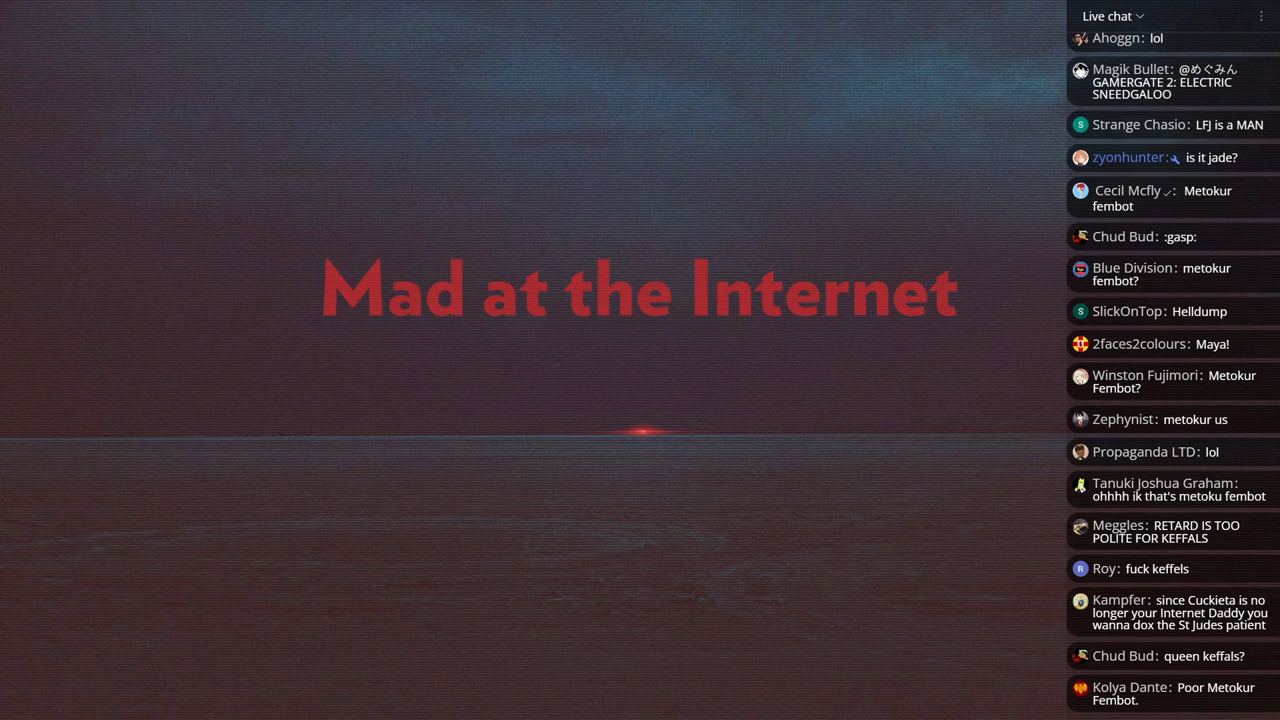 Mad at the Internet
Live chat
Ahoggn: lol
Magik Bullet: @めぐみん
GAMERGATE 2: ELECTRIC
SNEEDGALOO
S Strange Chasio: LFJ is a MAN
zyonhunter: is it jade?
Cecil Mcfly: Metokur
fembot
Chud Bud: :gasp:
Blue Division: metokur
fembot?
S SlickOnTop: Helldump
2faces2colours: Maya!
Winston Fujimori: Metokur
Fembot?
Zephynist: metokur us
Propaganda LTD: lol
Tanuki Joshua Graham:
ohhhh ik that's metoku fembot
Meggles: RETARD IS TOO
POLITE FOR KEFFALS
R Roy: fuck keffels
Kampfer: since Cuckieta is no
longer your Internet Daddy you
wanna dox the St Judes patient
Chud Bud: queen keffals?
Kolya Dante: Poor Metokur
Fembot.